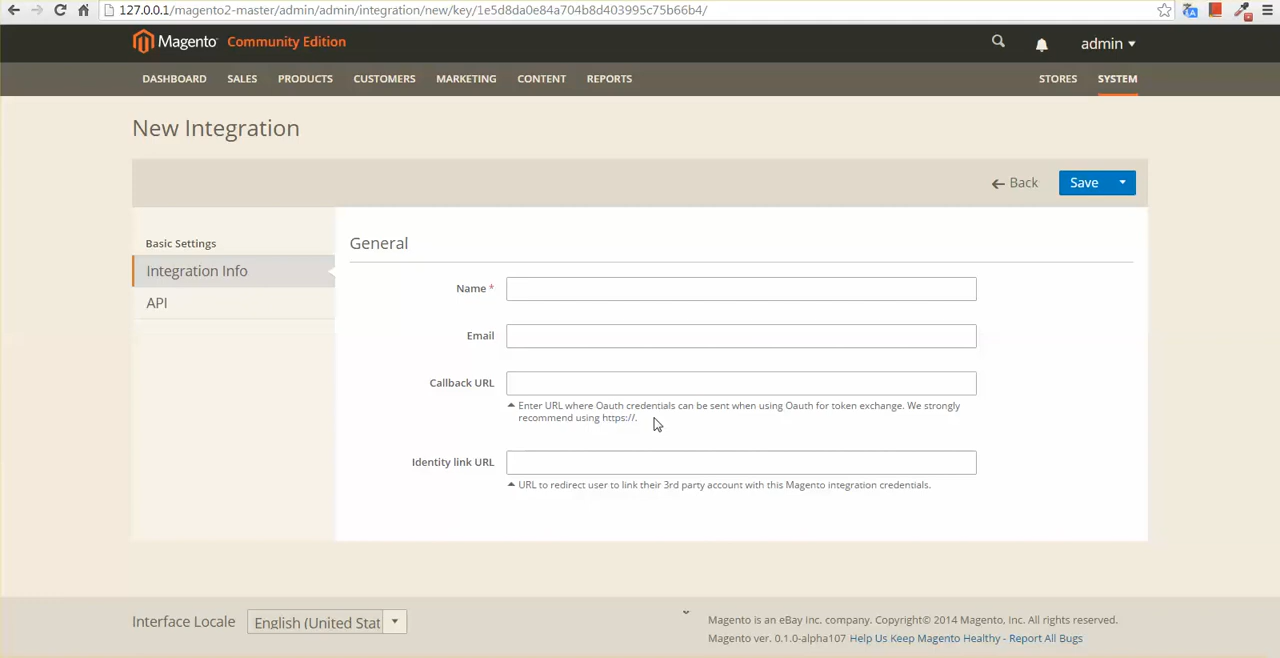 127.0.0.1/magento2-master/admin/admin/integration/new/key/1e5d8da0e84a704b8d403995c75b66b4/
Magento Community Edition
admin
DASHBOARD SALES PRODUCTS CUSTOMERS MARKETING CONTENT REPORTS STORES SYSTEM
New Integration
Back Save
Basic Settings
Integration Info
API
General
Name *
Email
Callback URL
Enter URL where Oauth credentials can be sent when using Oauth for token exchange. We strongly
recommend using https://.
Identity link URL
URL to redirect user to link their 3rd party account with this Magento integration credentials.
Interface Locale English (United Stat
Magento is an eBay Inc. company. Copyright© 2014 Magento, Inc. All rights reserved.
Magento ver. 0.1.0-alpha107 Help Us Keep Magento Healthy - Report All Bugs